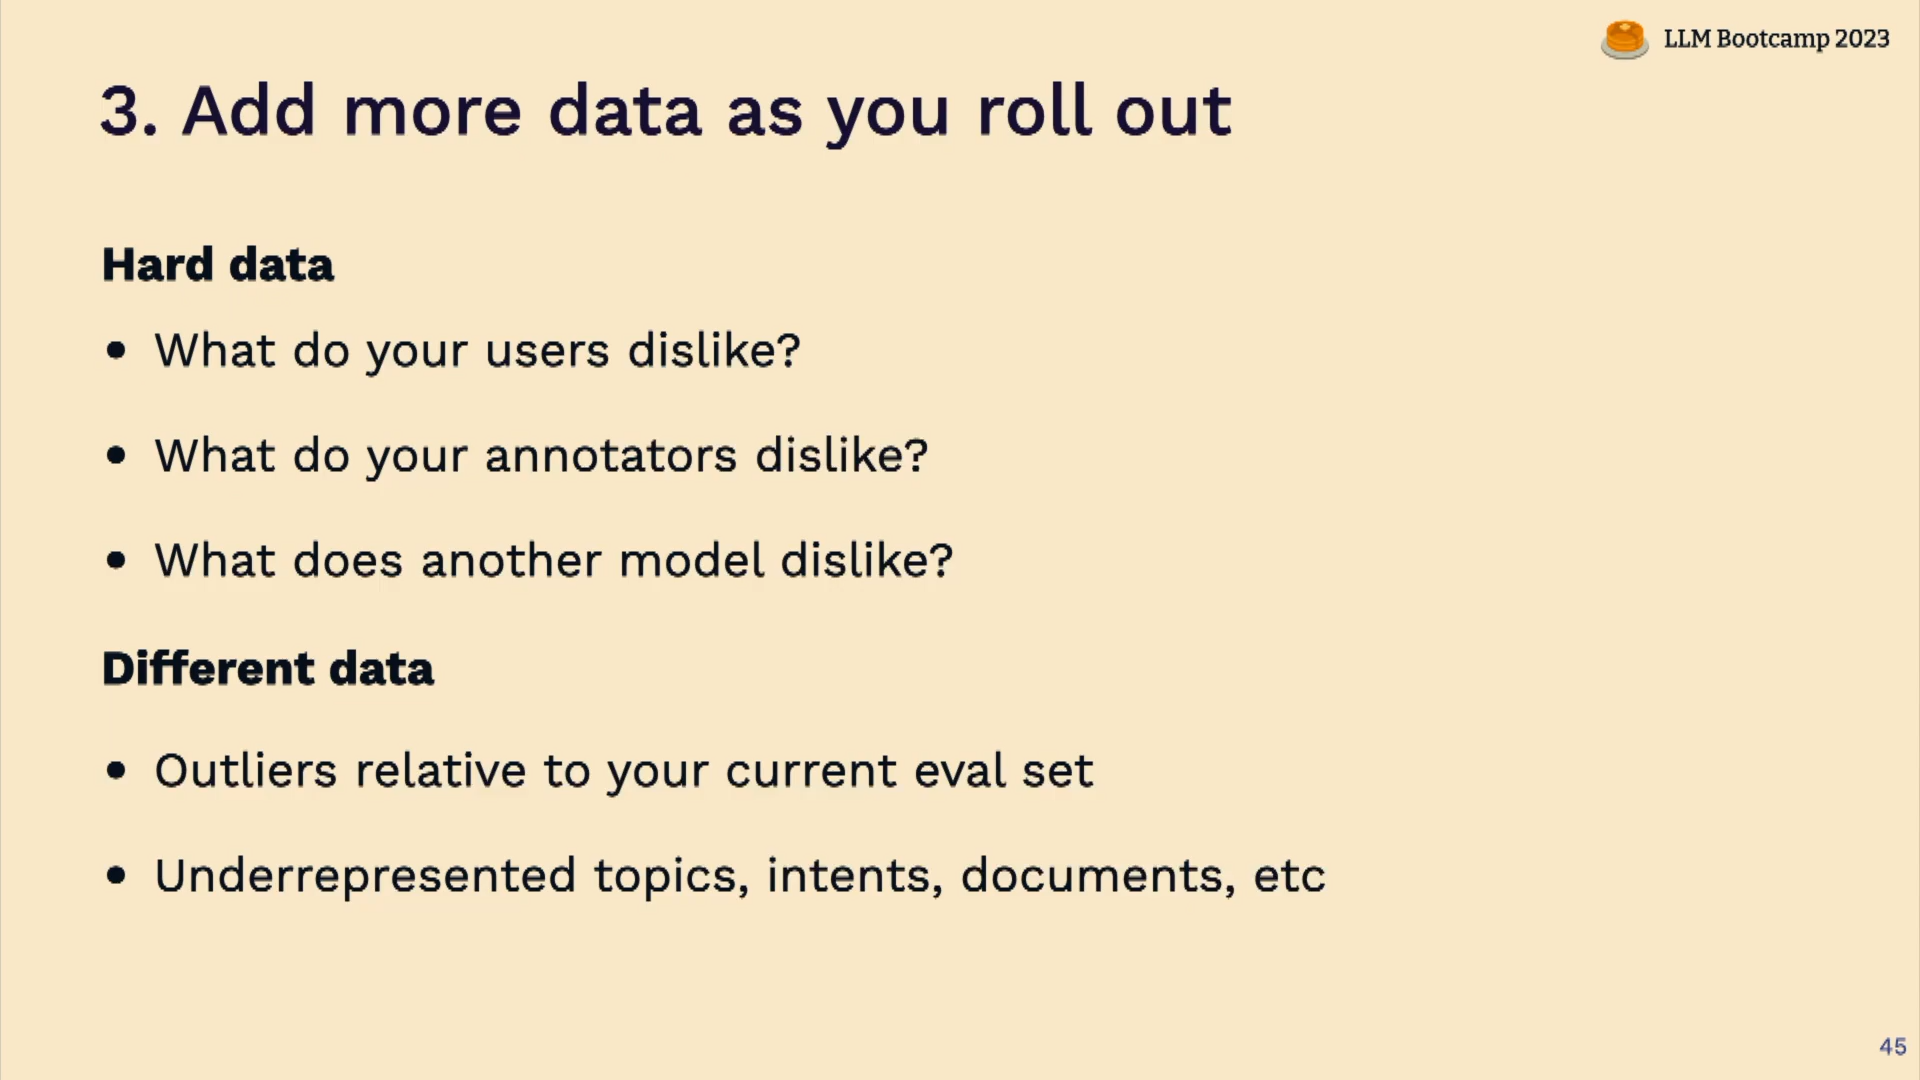 LLM Bootcamp 2023
3. Add more data as you roll out
Hard data
• What do your users dislike?
• What do your annotators dislike?
• What does another model dislike?
Different data
• Outliers relative to your current eval set
• Underrepresented topics, intents, documents, etc
45